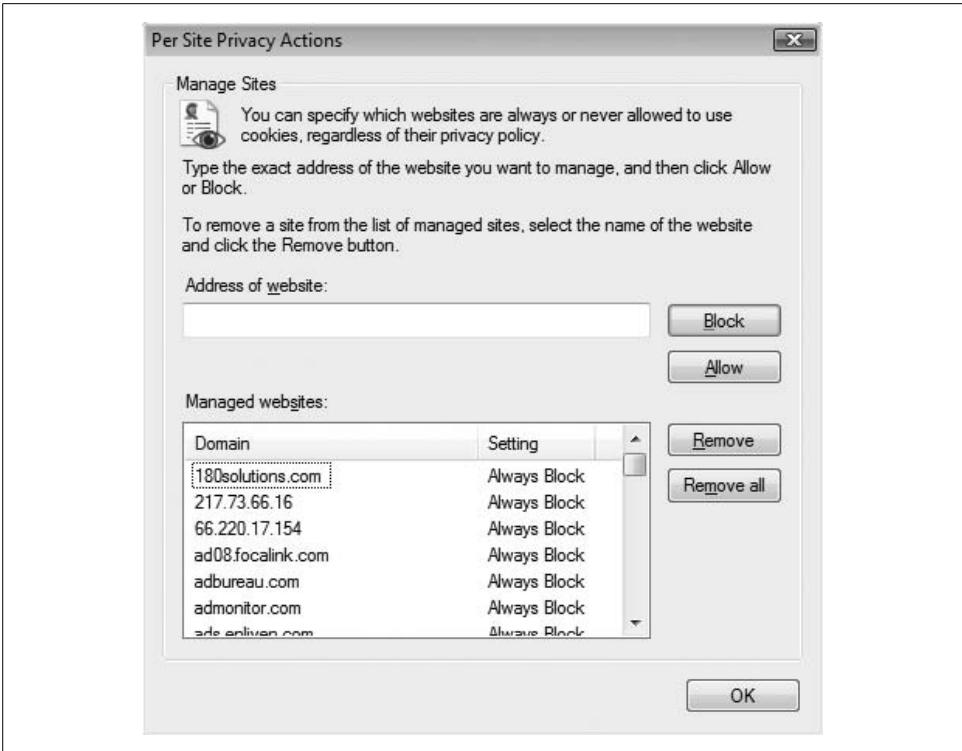 Per Site Privacy Actions
Manage Sites
You can specify which websites are always or never allowed to use
cookies, regardless of their privacy policy.
Type the exact address of the website you want to manage, and then click Allow
or Block.
To remove a site from the list of managed sites, select the name of the website
and click the Remove button.
Address of website:
Block
Allow
Managed websites:
Domain Setting
Remove
180solutions.com Always Block
Remove all
217.73.66.16 Always Block
66.220.17.154 Always Block
ad08.focalink.com Always Block
adbureau.com Always Block
admonitor.com Always Block
ads.enliven.com Always Block
OK